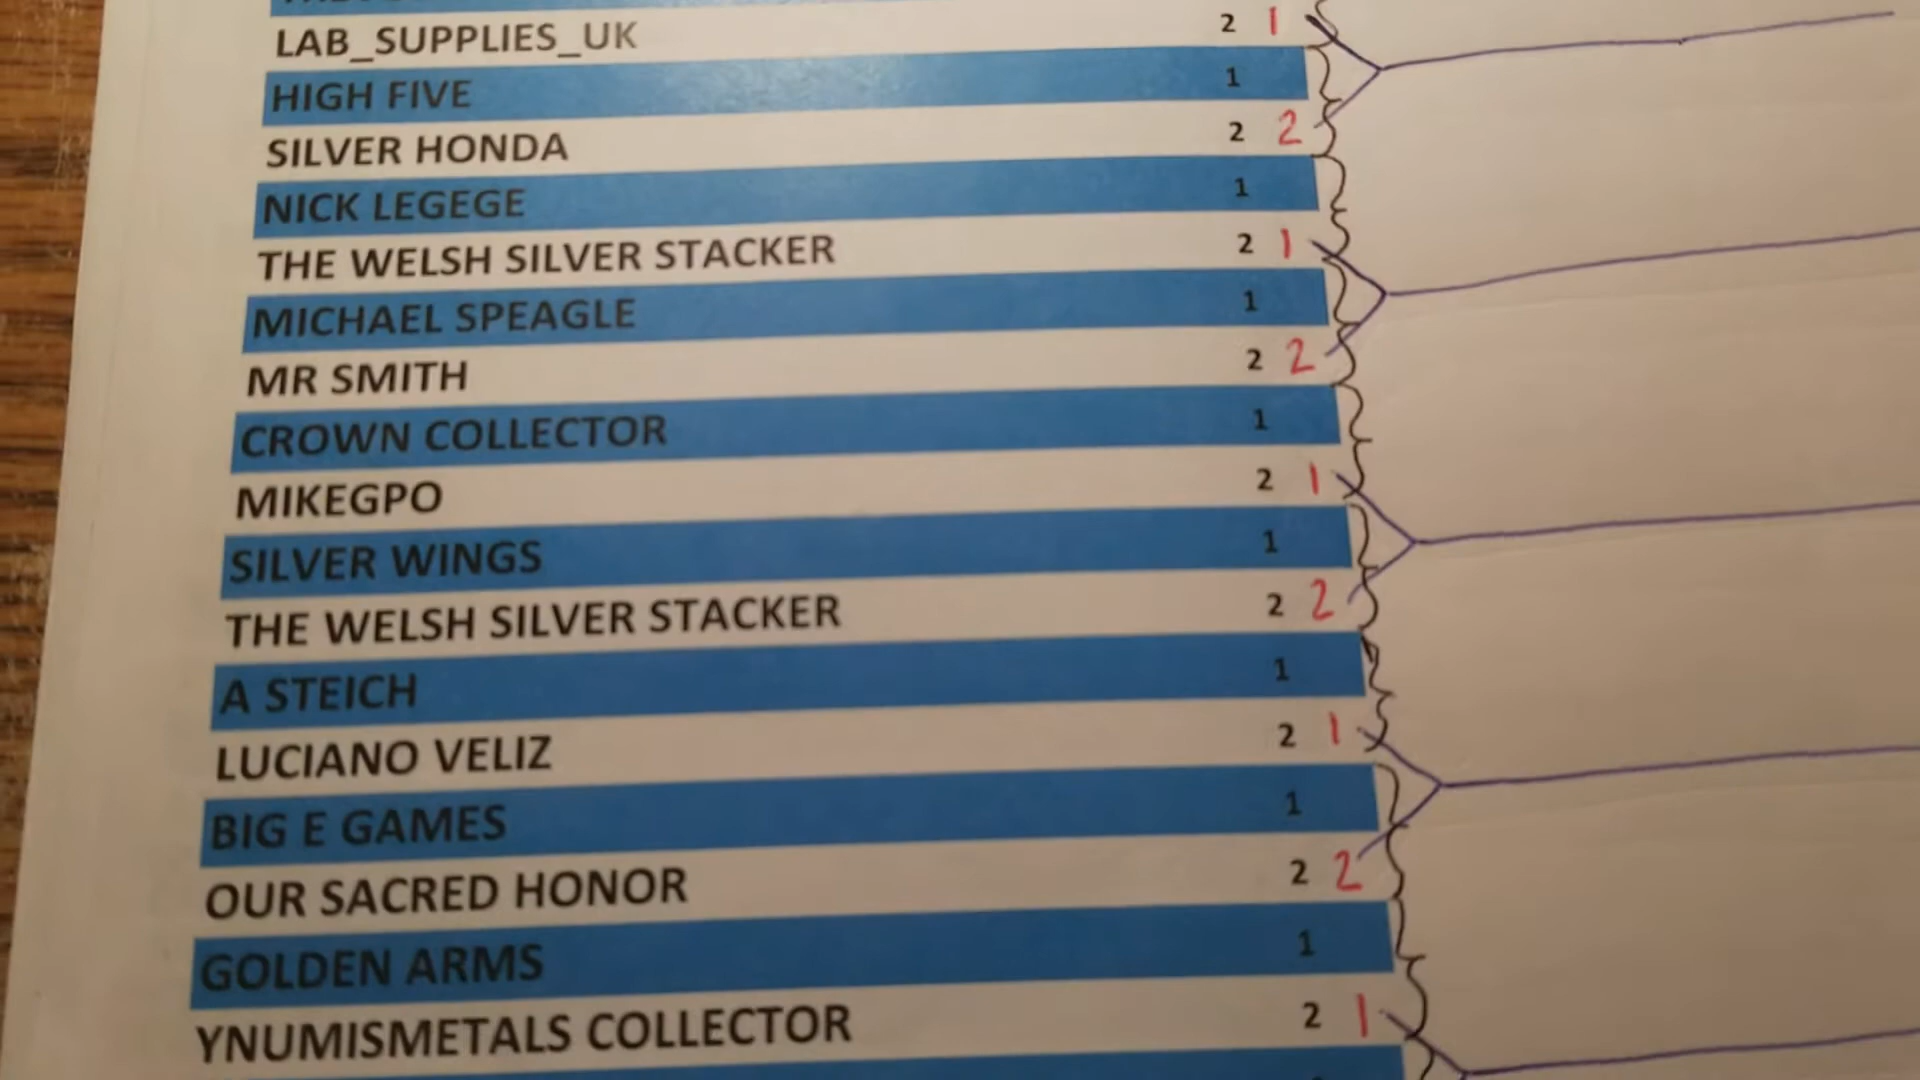 LAB_SUPPLIES_UK 2 1
HIGH FIVE 1
SILVER HONDA 2 2
NICK LEGEGE 1
THE WELSH SILVER STACKER 2 1
MICHAEL SPEAGLE 1
MR SMITH 2 2
CROWN COLLECTOR 1
MIKEGPO 2 1
SILVER WINGS 1
THE WELSH SILVER STACKER 2 2
A STEICH 1
LUCIANO VELIZ 2 1
BIG E GAMES 1
OUR SACRED HONOR 2 2
GOLDEN ARMS 1
YNUMISMETALS COLLECTOR 2 1